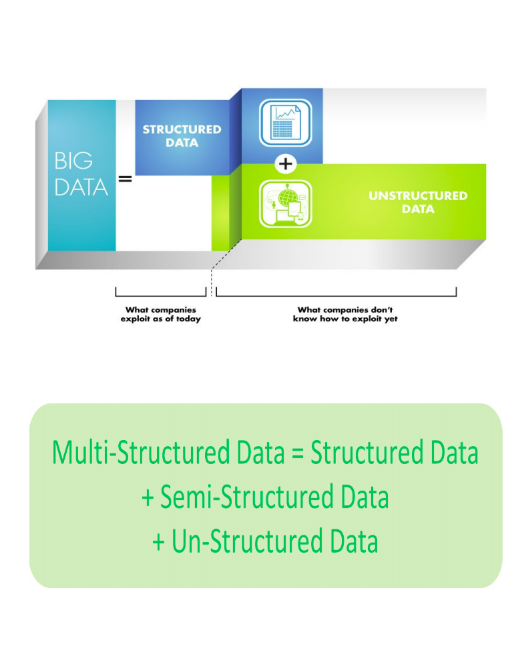 BIG
DATA
=
STRUCTURED
DATA
+
UNSTRUCTURED
DATA
What companies
exploit as of today
What companies don't
know how to exploit yet
Multi-Structured Data = Structured Data
+ Semi-Structured Data
+ Un-Structured Data